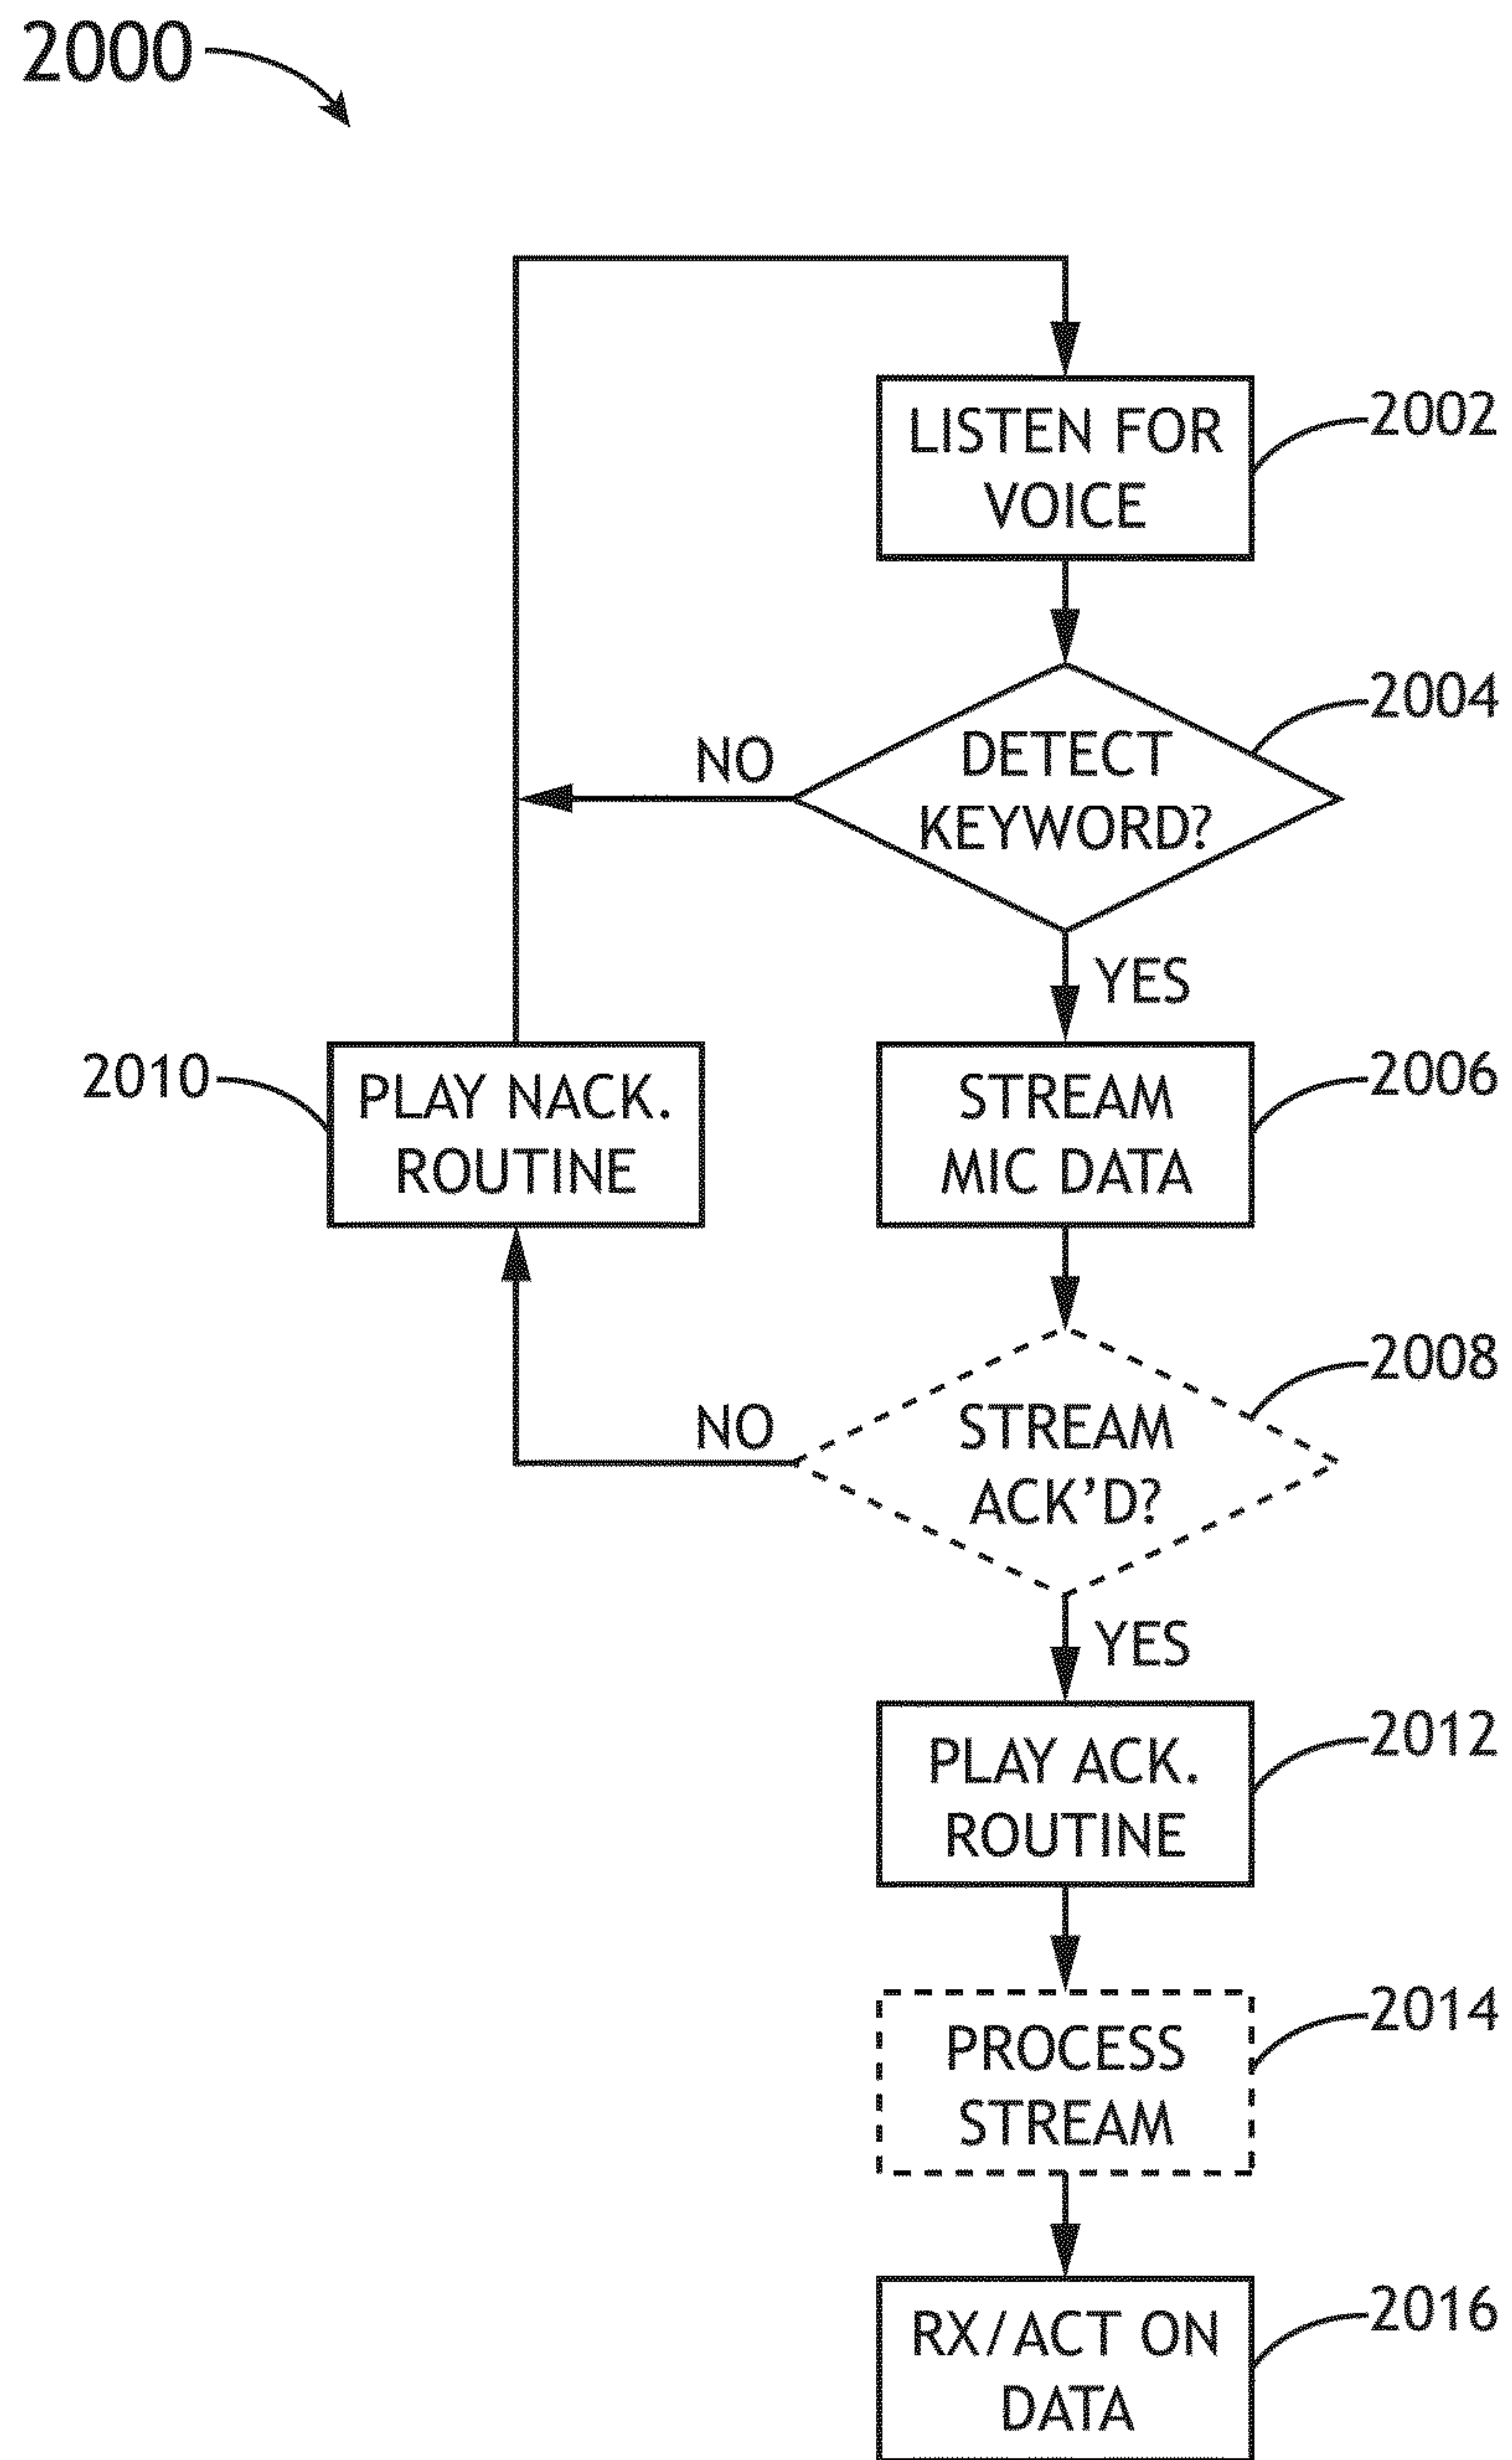 2000
LISTEN FOR
VOICE
2002
DETECT
KEYWORD?
2004
NO
YES
2010
PLAY NACK.
ROUTINE
STREAM
MIC DATA
2006
STREAM
ACK’D?
2008
NO
YES
PLAY ACK.
ROUTINE
2012
PROCESS
STREAM
2014
RX/ACT ON
DATA
2016